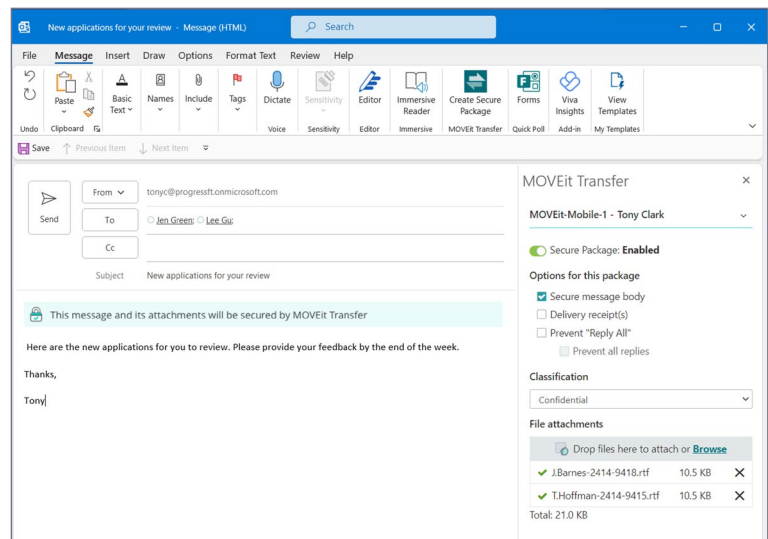 New applications for your review - Message (HTML)
Search
File Message Insert Draw Options Format Text Review Help
Paste
Basic Text
Names
Include
Tags
Dictate
Sensitivity
Editor
Immersive Reader
Create Secure Package
Forms
Viva Insights
View Templates
Undo Clipboard Voice Sensitivity Editor Immersive MOVEit Transfer Quick Poll Add-in My Templates
Save Previous Item Next Item
Send
From tonyc@progressft.onmicrosoft.com
To Jen Green; Lee Gu;
Cc
Subject New applications for your review
This message and its attachments will be secured by MOVEit Transfer
Here are the new applications for you to review. Please provide your feedback by the end of the week.
Thanks,
Tony
MOVEit Transfer
MOVEit-Mobile-1 - Tony Clark
Secure Package: Enabled
Options for this package
Secure message body
Delivery receipt(s)
Prevent "Reply All"
Prevent all replies
Classification
Confidential
File attachments
Drop files here to attach or Browse
J.Barnes-2414-9418.rtf 10.5 KB
T.Hoffman-2414-9415.rtf 10.5 KB
Total: 21.0 KB